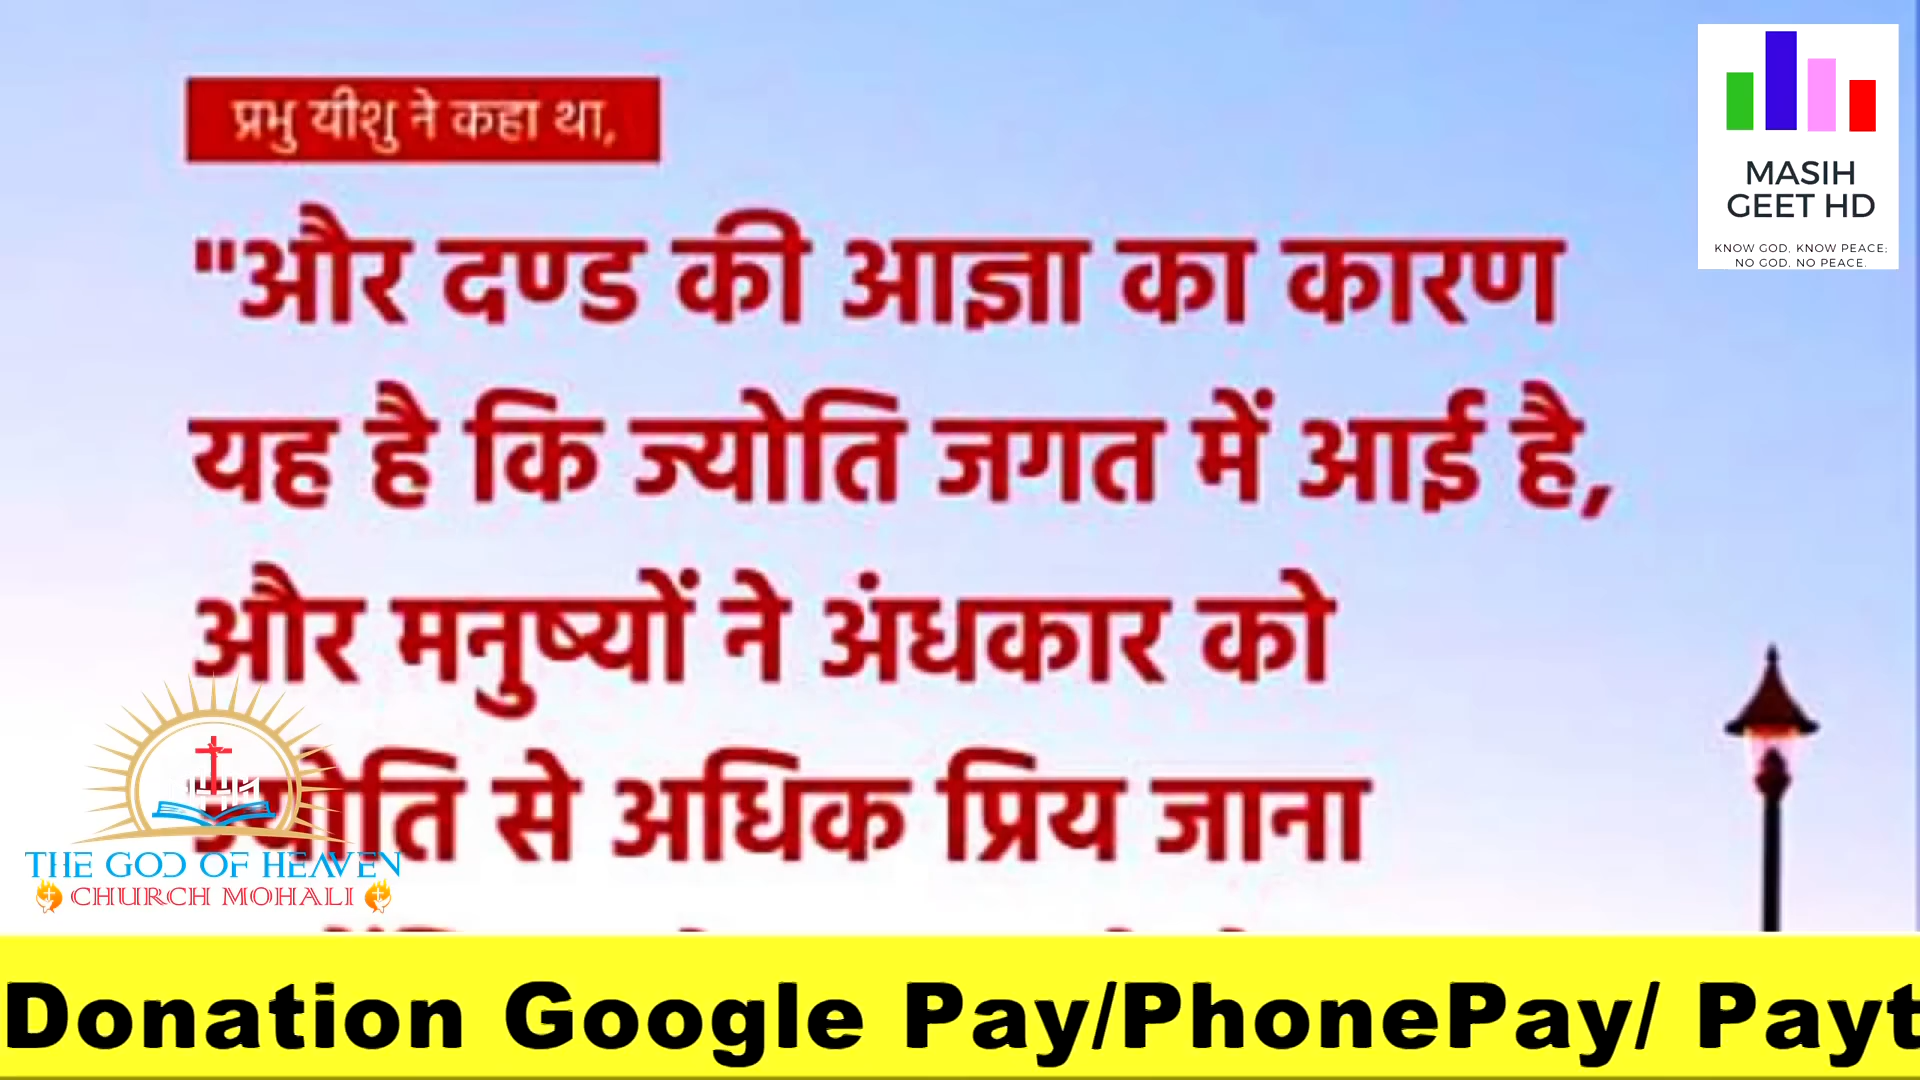 प्रभु यीशु ने कहा था,
"और दण्ड की आज्ञा का कारण
यह है कि ज्योति जगत में आई है,
और मनुष्यों ने अंधकार को
ज्योति से अधिक प्रिय जाना
MASIH
GEET HD
KNOW GOD, KNOW PEACE;
NO GOD, NO PEACE.
THE GOD OF HEAVEN
CHURCH MOHALI
Donation Google Pay/PhonePay/ Payt